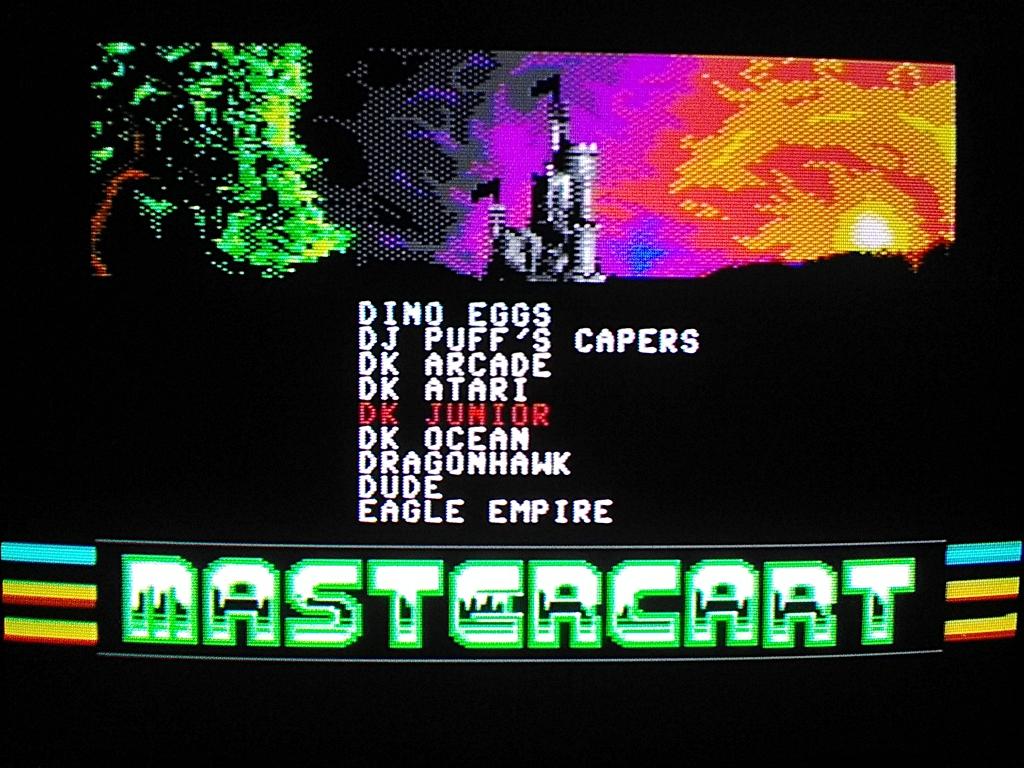 DINO EGGS
DJ PUFF'S CAPERS
DK ARCADE
DK ATARI
DK JUNIOR
DK OCEAN
DRAGONHAWK
DUDE
EAGLE EMPIRE
MASTERCART